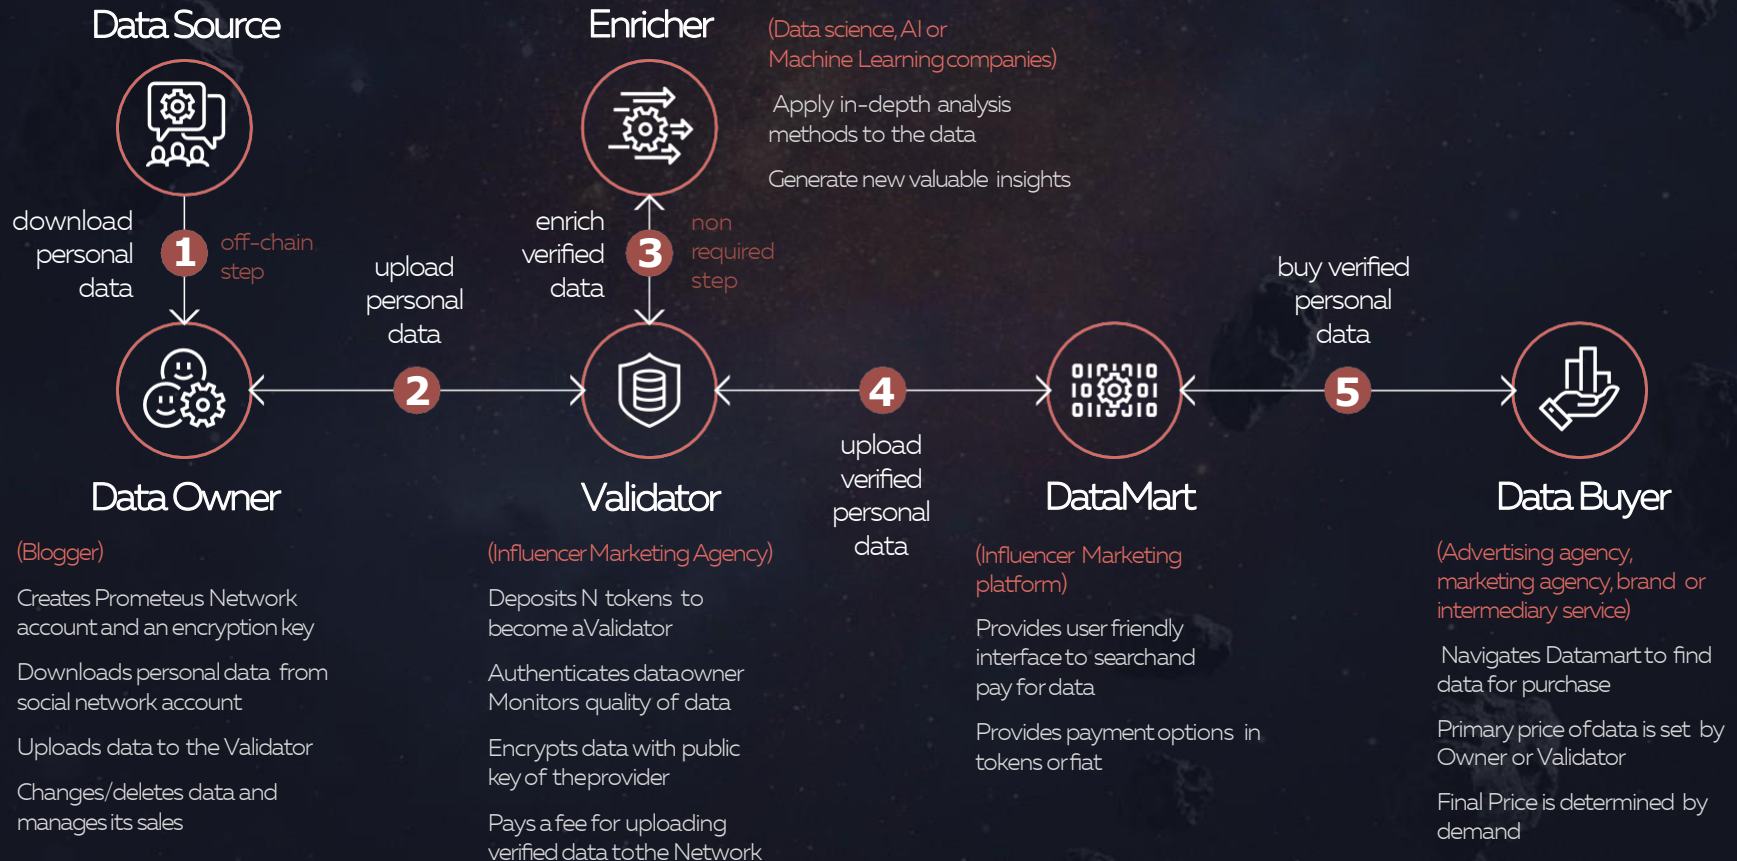 Data Source
download
personal
data
1
off-chain
step
Enricher
(Data science, AI or
Machine Learning companies)
Apply in-depth analysis
methods to the data
Generate new valuable insights
enrich
verified
data
3
non
required
step
upload
personal
data
2
4
upload
verified
personal
data
buy verified
personal
data
5
Data Owner
(Blogger)
Creates Prometeus Network
account and an encryption key
Downloads personal data from
social network account
Uploads data to the Validator
Changes/deletes data and
manages its sales
Validator
(Influencer Marketing Agency)
Deposits N tokens to
become a Validator
Authenticates data owner
Monitors quality of data
Encrypts data with public
key of the provider
Pays a fee for uploading
verified data to the Network
DataMart
(Influencer Marketing
platform)
Provides user friendly
interface to search and
pay for data
Provides payment options in
tokens or fiat
Data Buyer
(Advertising agency,
marketing agency, brand or
intermediary service)
Navigates Datamart to find
data for purchase
Primary price of data is set by
Owner or Validator
Final Price is determined by
demand